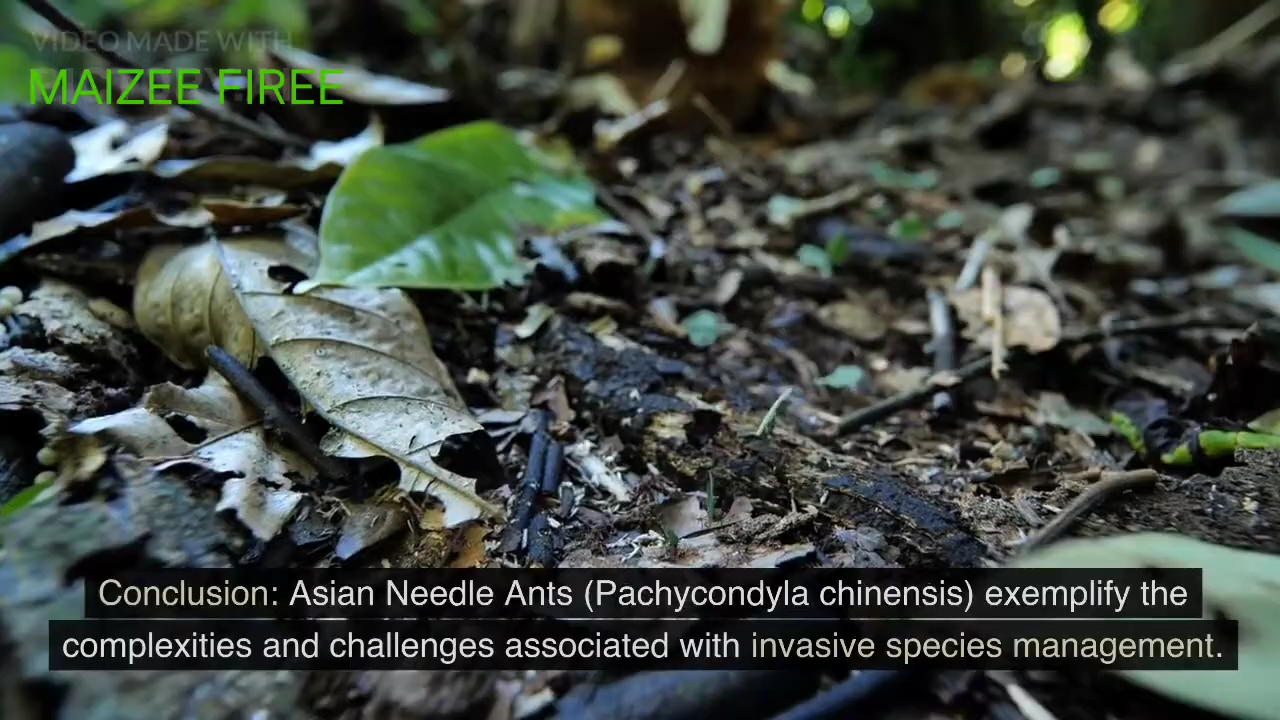 VIDEO MADE WITH
MAIZEE FIREE
Conclusion: Asian Needle Ants (Pachycondyla chinensis) exemplify the
complexities and challenges associated with invasive species management.